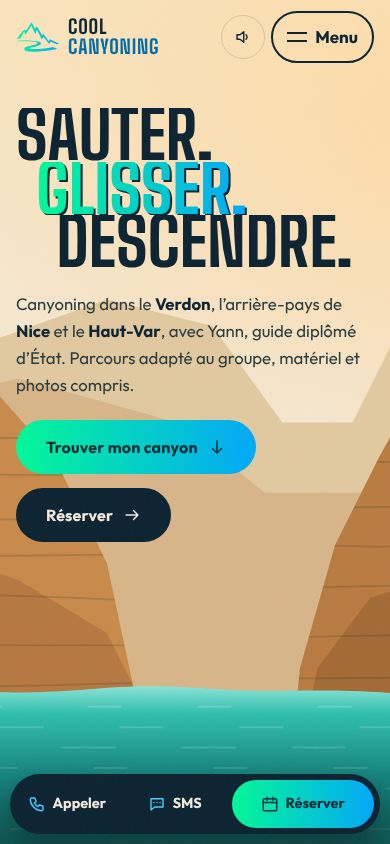 COOL
CANYONING
Menu
SAUTER.
GLISSER.
DESCENDRE.
Canyoning dans le Verdon, l’arrière-pays de
Nice et le Haut-Var, avec Yann, guide diplômé
d’État. Parcours adapté au groupe, matériel et
photos compris.
Trouver mon canyon
Réserver
Appeler
SMS
Réserver